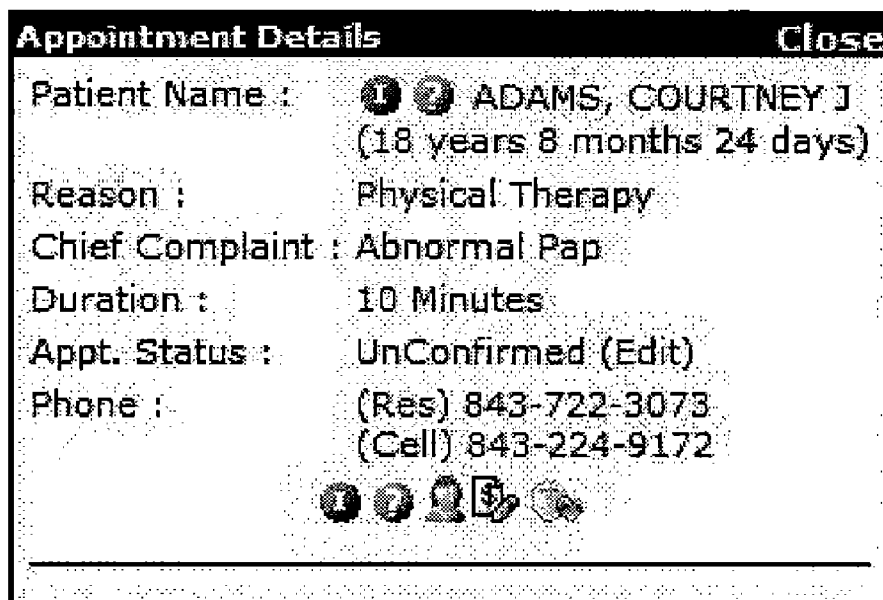 Appointment Details Close
Patient Name : ADAMS, COURTNEY J
(18 years 8 months 24 days)
Reason : Physical Therapy
Chief Complaint : Abnormal Pap
Duration : 10 Minutes
Appt. Status : UnConfirmed (Edit)
Phone : (Res) 843-722-3073
(Cell) 843-224-9172